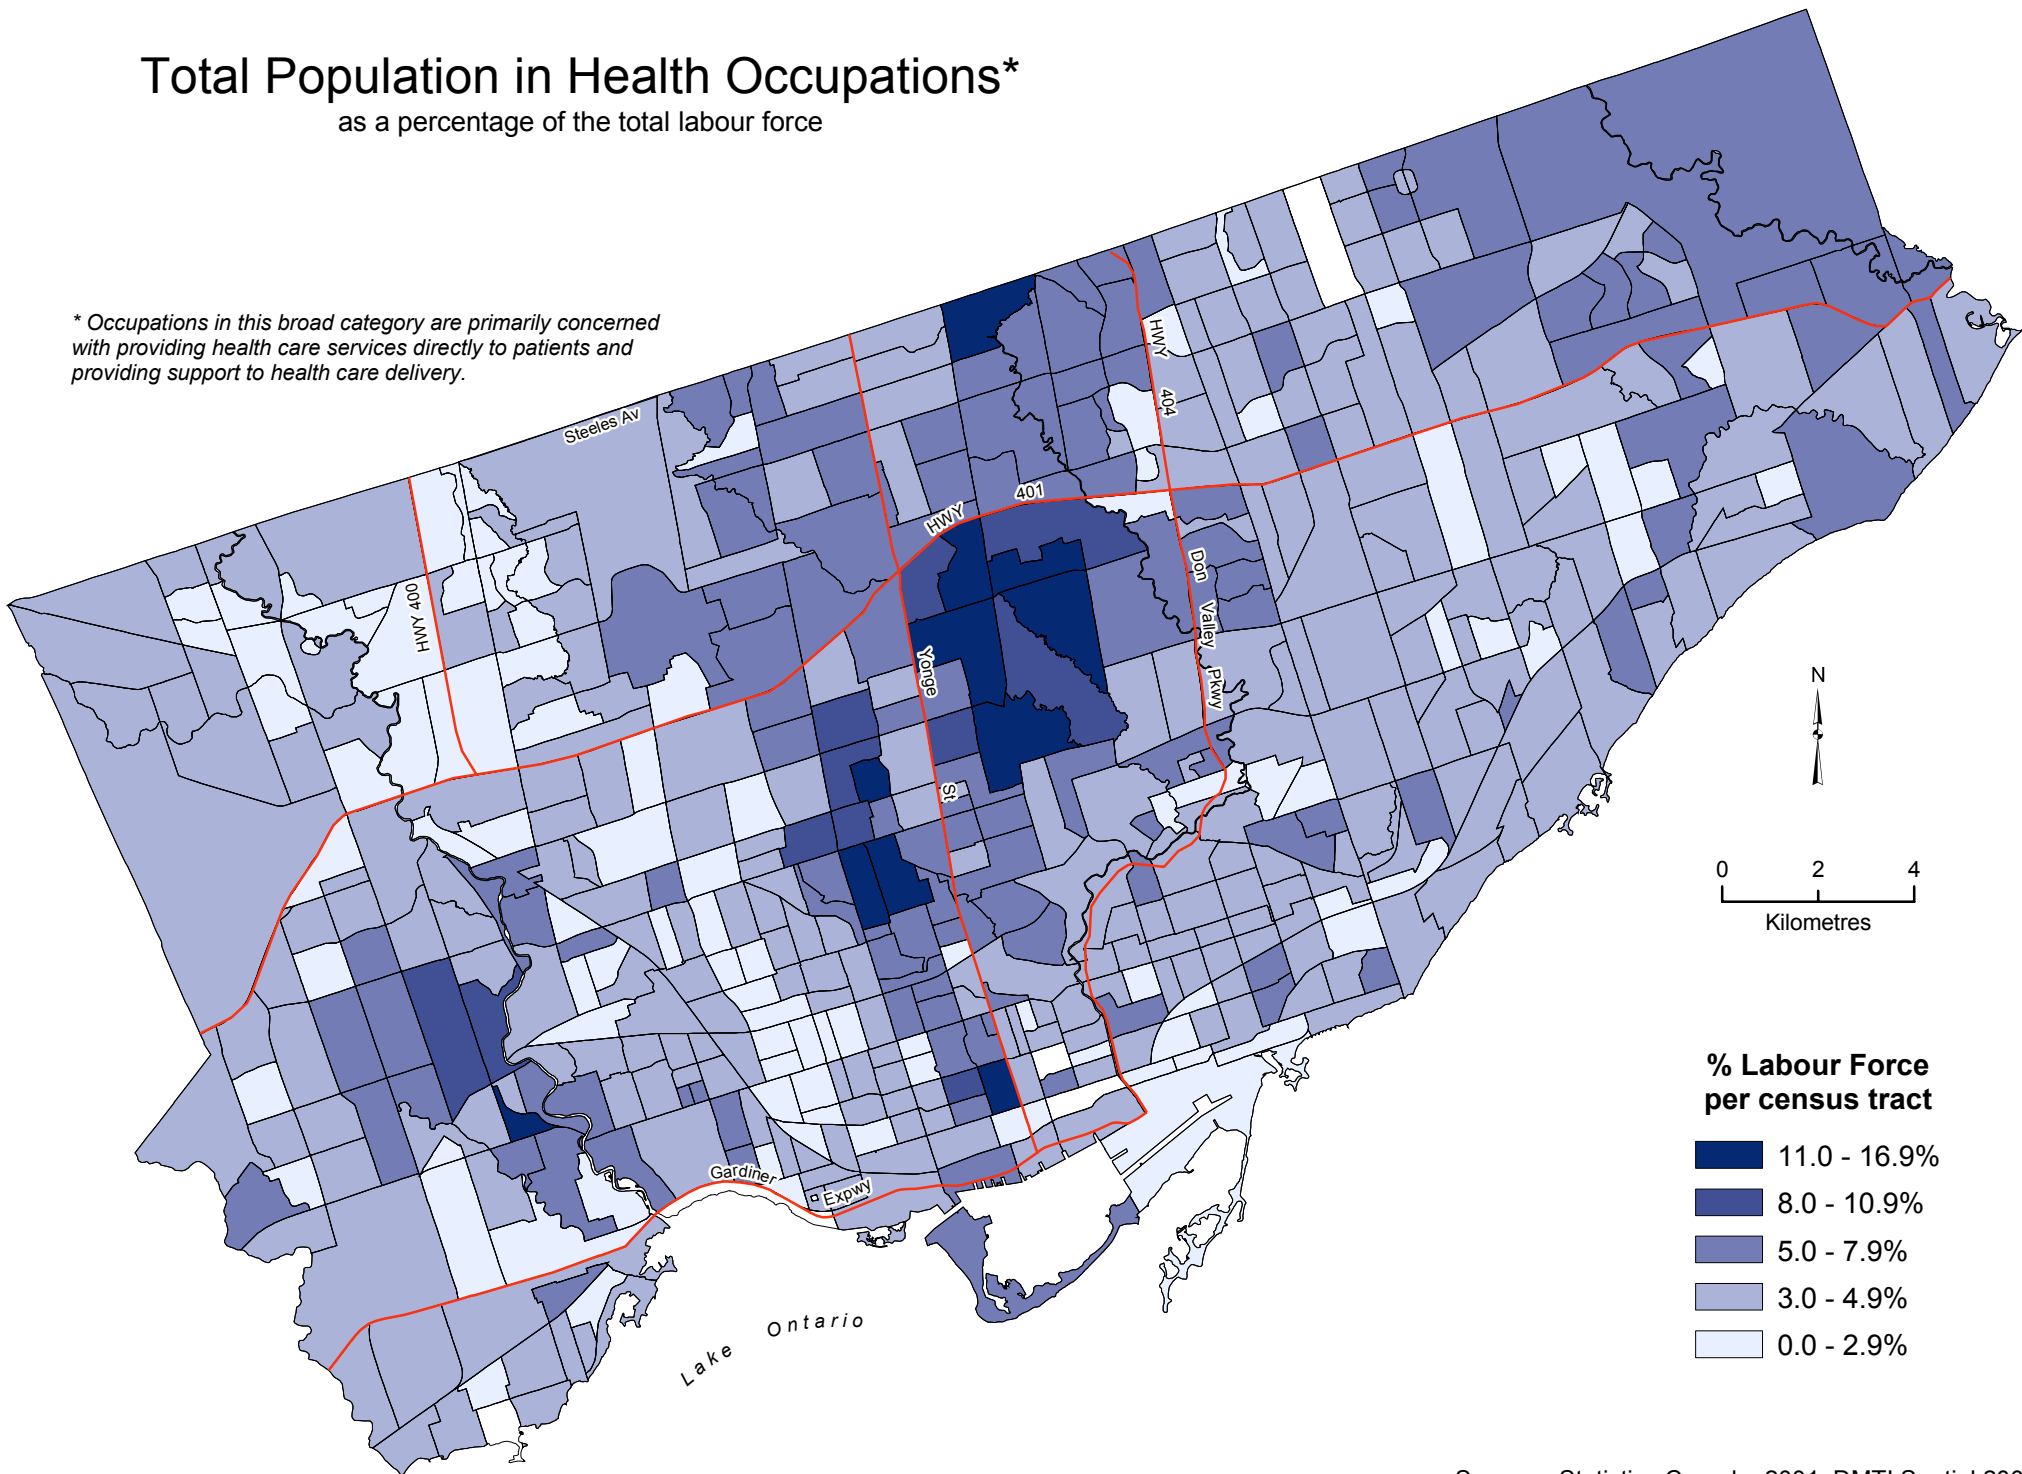 Total Population in Health Occupations*
as a percentage of the total labour force
* Occupations in this broad category are primarily concerned
with providing health care services directly to patients and
providing support to health care delivery.
Steeles Av
HWY 400
HWY 404
HWY 401
Don Valley Pkwy
Yonge St
Gardiner Expwy
Lake Ontario
N
0 2 4
Kilometres
% Labour Force
per census tract
11.0 - 16.9%
8.0 - 10.9%
5.0 - 7.9%
3.0 - 4.9%
0.0 - 2.9%